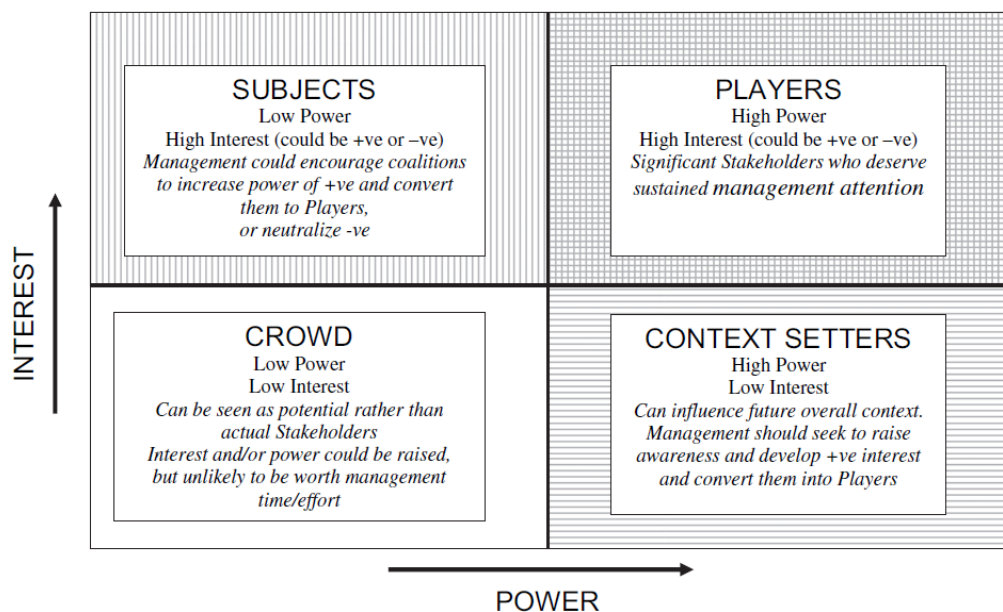 SUBJECTS
Low Power
High Interest (could be +ve or –ve)
Management could encourage coalitions
to increase power of +ve and convert
them to Players,
or neutralize -ve
PLAYERS
High Power
High Interest (could be +ve or –ve)
Significant Stakeholders who deserve
sustained management attention
INTEREST
CROWD
Low Power
Low Interest
Can be seen as potential rather than
actual Stakeholders
Interest and/or power could be raised,
but unlikely to be worth management
time/effort
CONTEXT SETTERS
High Power
Low Interest
Can influence future overall context.
Management should seek to raise
awareness and develop +ve interest
and convert them into Players
POWER